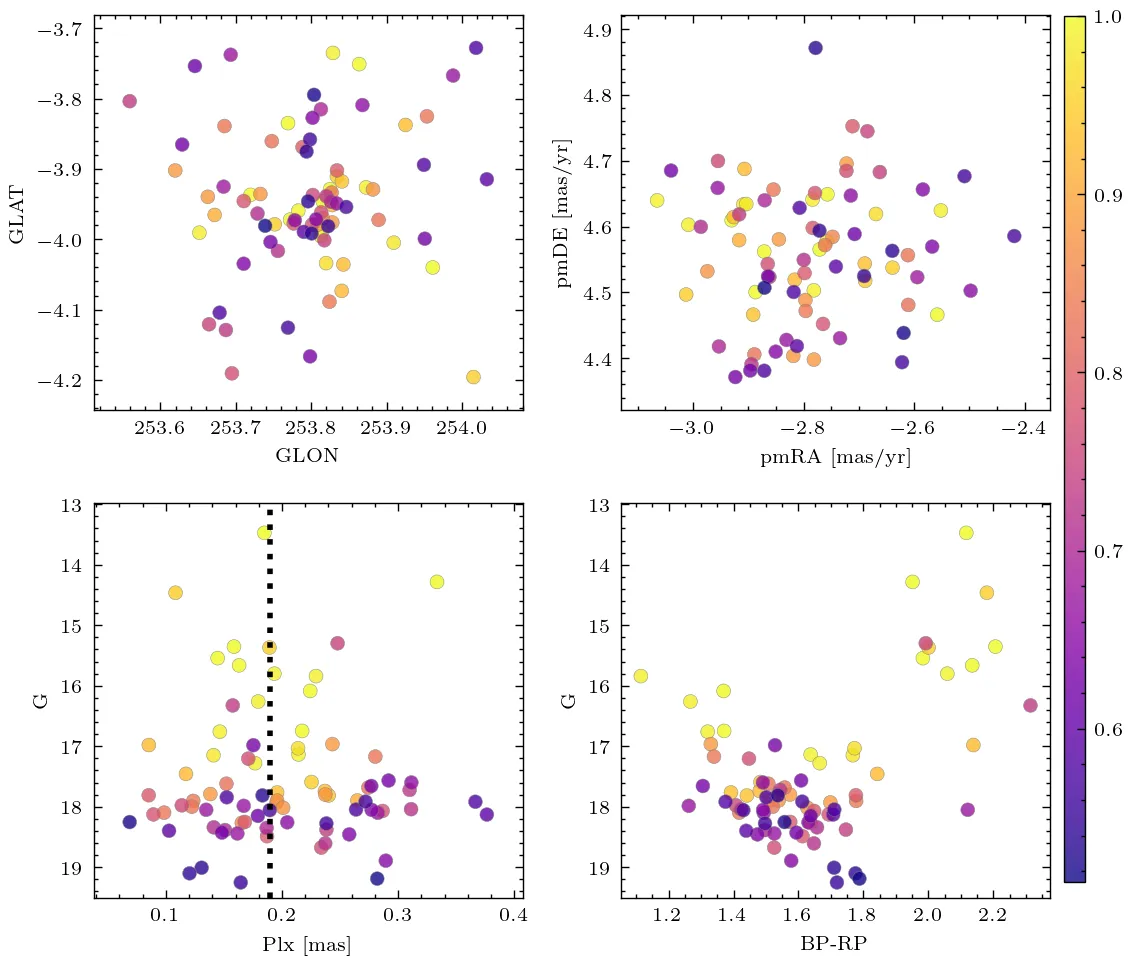 −3.7
−3.8
−3.9
−4.0
−4.1
−4.2
GLAT
253.6 253.7 253.8 253.9 254.0
GLON
4.9
4.8
4.7
4.6
4.5
4.4
pmDE [mas/yr]
−3.0 −2.8 −2.6 −2.4
pmRA [mas/yr]
1.0
0.9
0.8
0.7
0.6
13
14
15
16
17
18
19
G
0.1 0.2 0.3 0.4
Plx [mas]
13
14
15
16
17
18
19
G
1.2 1.4 1.6 1.8 2.0 2.2
BP-RP